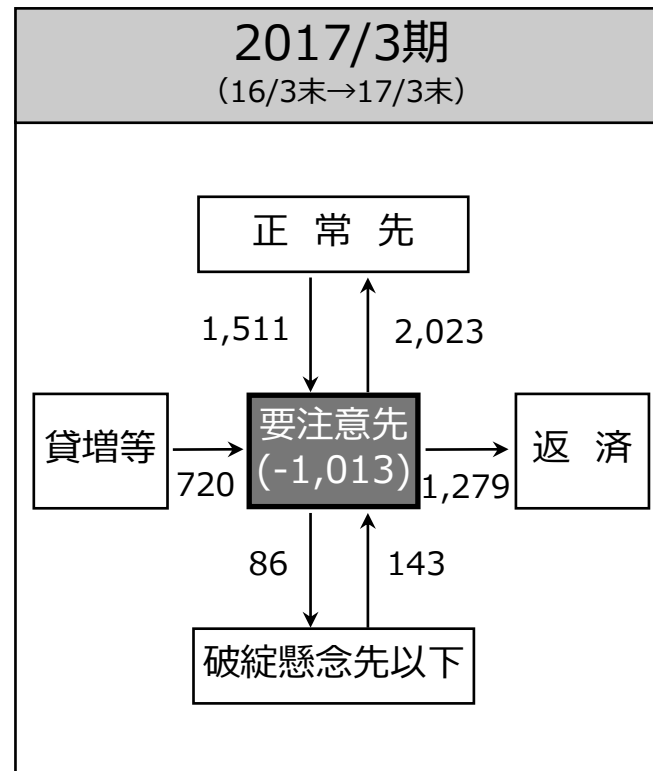 2017/3期
(16/3末→17/3末)
正 常 先
1,511
2,023
貸増等
720
要注意先
(-1,013)
1,279
返 済
86
143
破綻懸念先以下